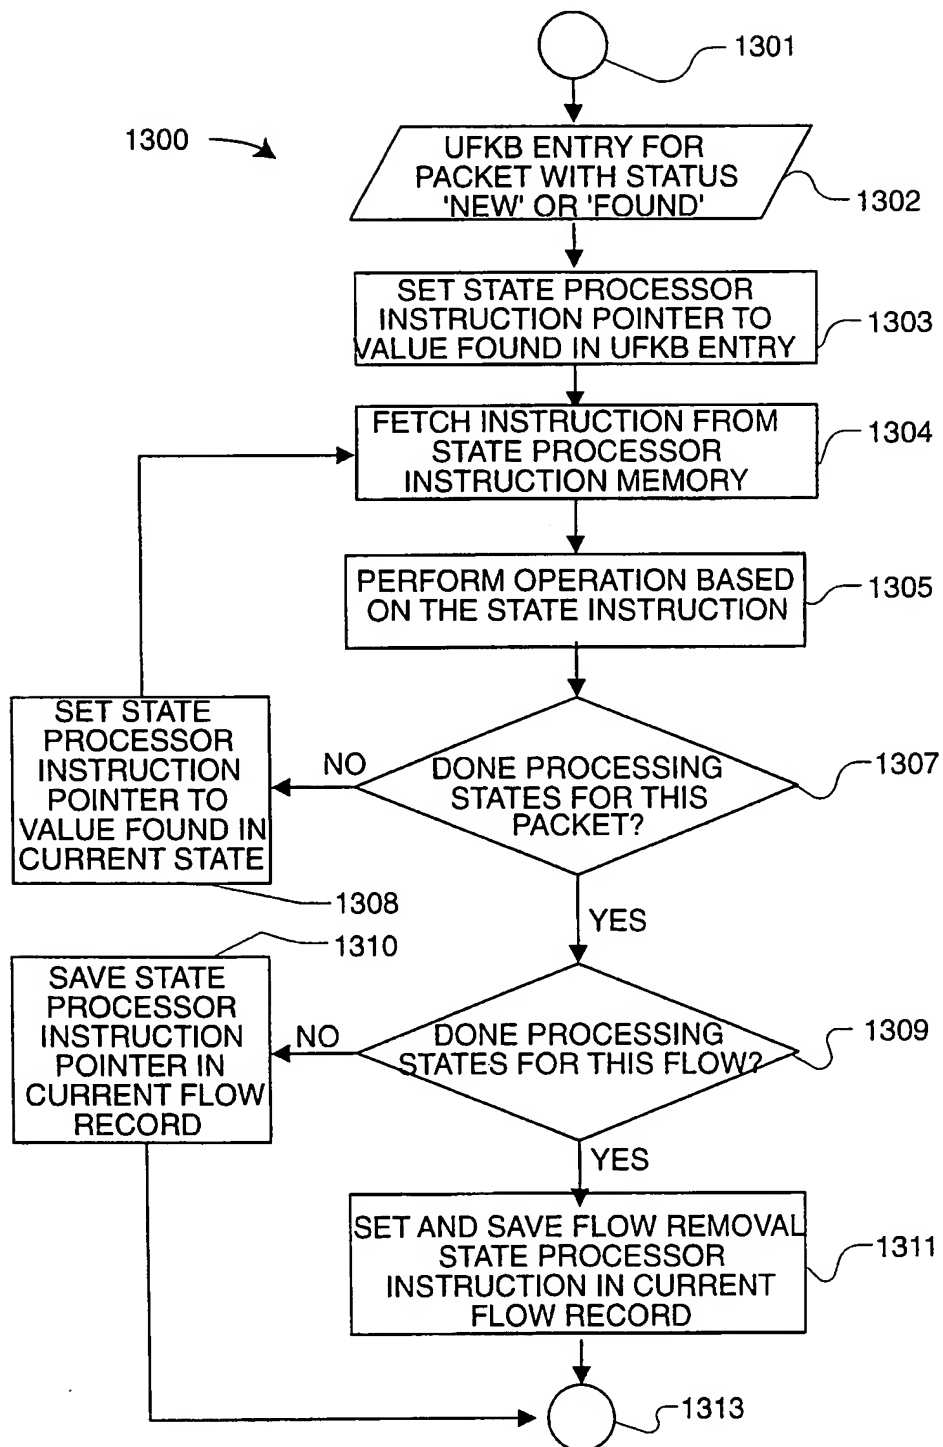 1301
1300
UFKB ENTRY FOR
PACKET WITH STATUS
'NEW' OR 'FOUND'
1302
SET STATE PROCESSOR
INSTRUCTION POINTER TO
VALUE FOUND IN UFKB ENTRY
1303
FETCH INSTRUCTION FROM
STATE PROCESSOR
INSTRUCTION MEMORY
1304
PERFORM OPERATION BASED
ON THE STATE INSTRUCTION
1305
DONE PROCESSING
STATES FOR THIS
PACKET?
1307
NO
SET STATE
PROCESSOR
INSTRUCTION
POINTER TO
VALUE FOUND IN
CURRENT STATE
1308
YES
1310
SAVE STATE
PROCESSOR
INSTRUCTION
POINTER IN
CURRENT FLOW
RECORD
NO
DONE PROCESSING
STATES FOR THIS FLOW?
1309
YES
SET AND SAVE FLOW REMOVAL
STATE PROCESSOR
INSTRUCTION IN CURRENT
FLOW RECORD
1311
1313